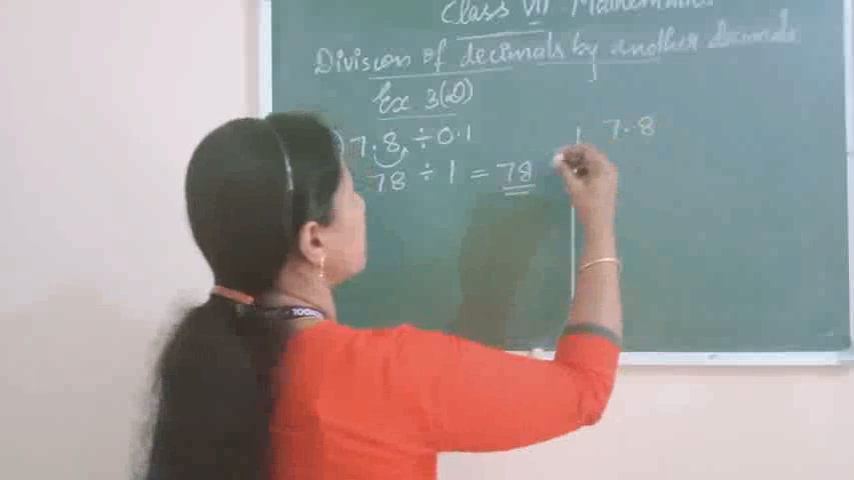 Class VII Mathematics
Division of decimals by another decimals
Ex 3(D)
) 7.8 ÷ 0.1
78 ÷ 1 = 78
7.8